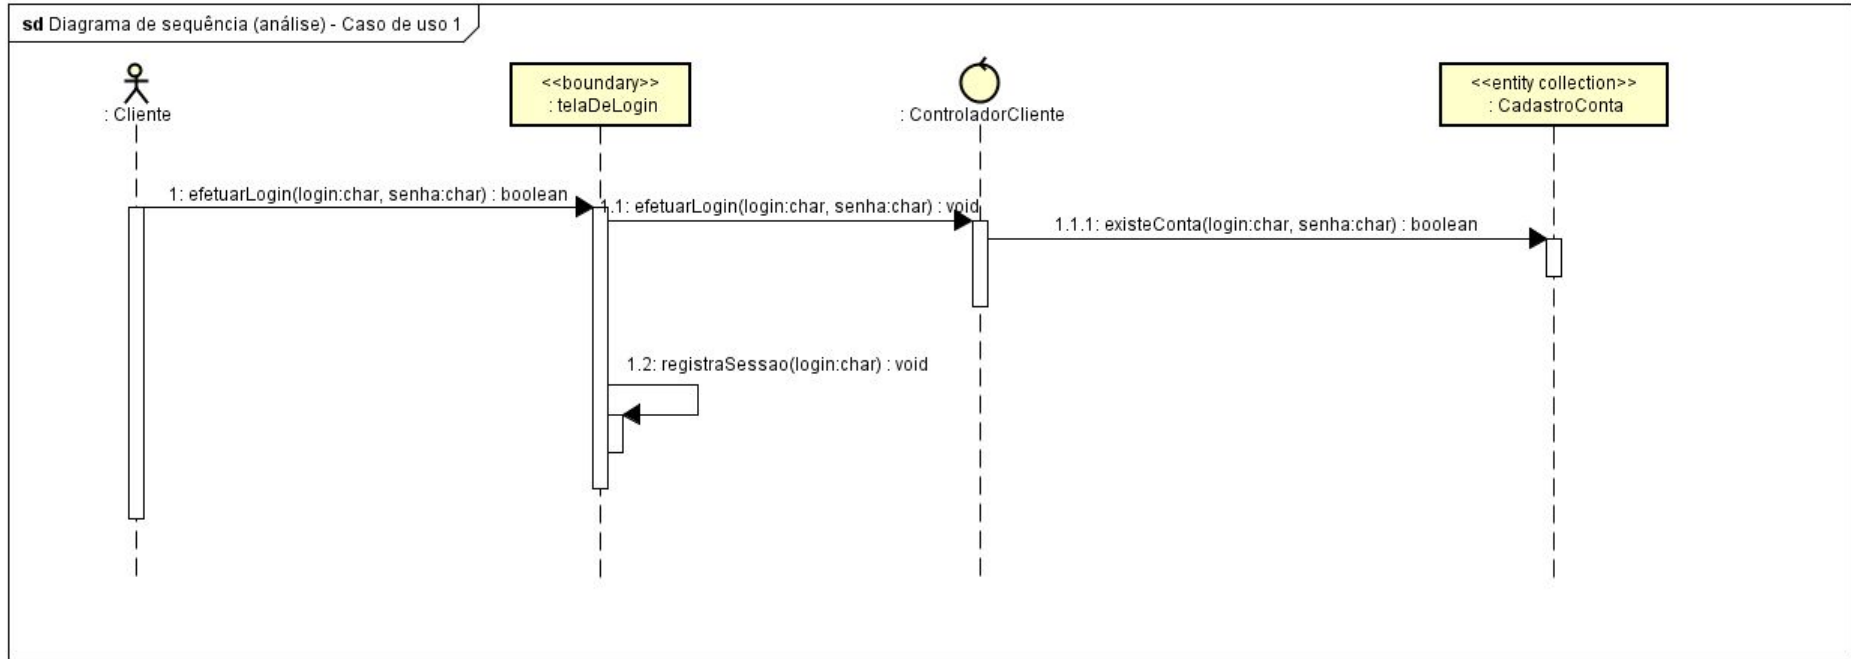 sd Diagrama de sequência (análise) - Caso de uso 1
: Cliente
<<boundary>>
: telaDeLogin
: ControladorCliente
<<entity collection>>
: CadastroConta
1: efetuarLogin(login:char, senha:char) : boolean
1.1: efetuarLogin(login:char, senha:char) : void
1.1.1: existeConta(login:char, senha:char) : boolean
1.2: registraSessao(login:char) : void